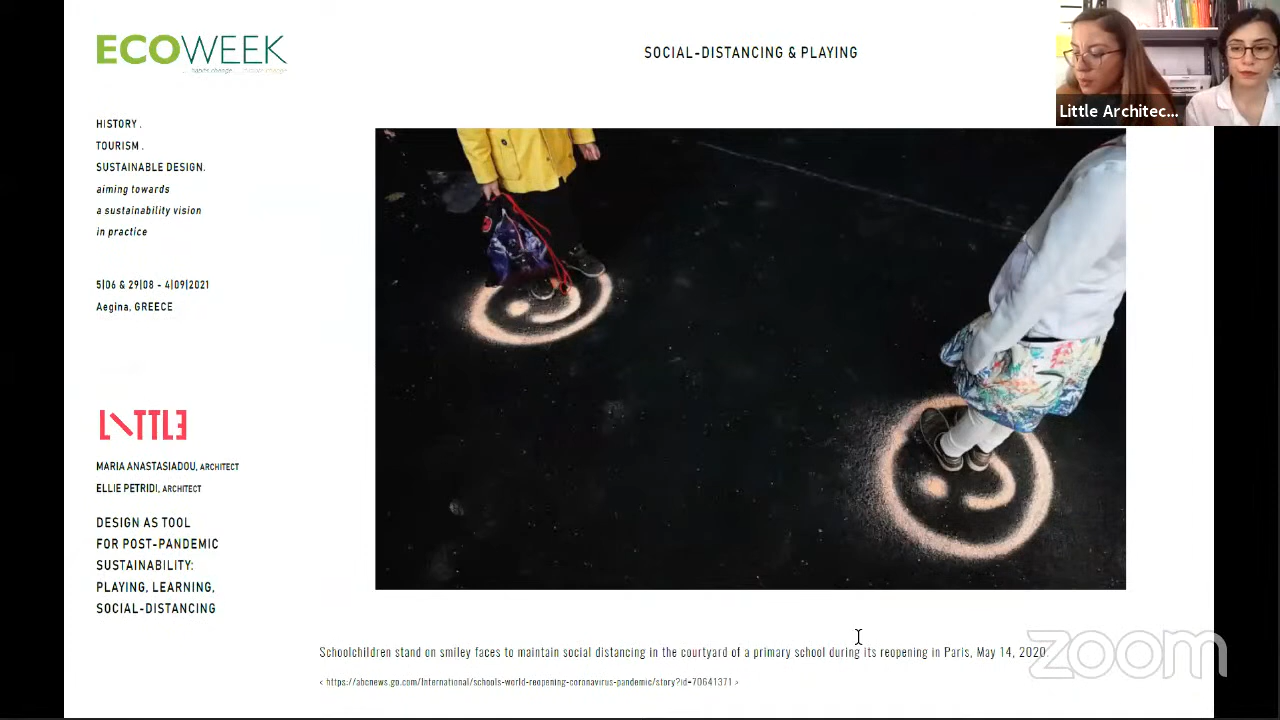 ECOWEEK
...habits change... ...climate change
SOCIAL-DISTANCING & PLAYING
Little Architec...
HISTORY .
TOURISM .
SUSTAINABLE DESIGN.
aiming towards
a sustainability vision
in practice
5|06 & 29|08 - 4|09|2021
Aegina, GREECE
LITTLE
MARIA ANASTASIADOU, ARCHITECT
ELLIE PETRIDI, ARCHITECT
DESIGN AS TOOL
FOR POST-PANDEMIC
SUSTAINABILITY:
PLAYING, LEARNING,
SOCIAL-DISTANCING
Schoolchildren stand on smiley faces to maintain social distancing in the courtyard of a primary school during its reopening in Paris, May 14, 2020.
< https://abcnews.go.com/International/schools-world-reopening-coronavirus-pandemic/story?id=70641371 >
zoom